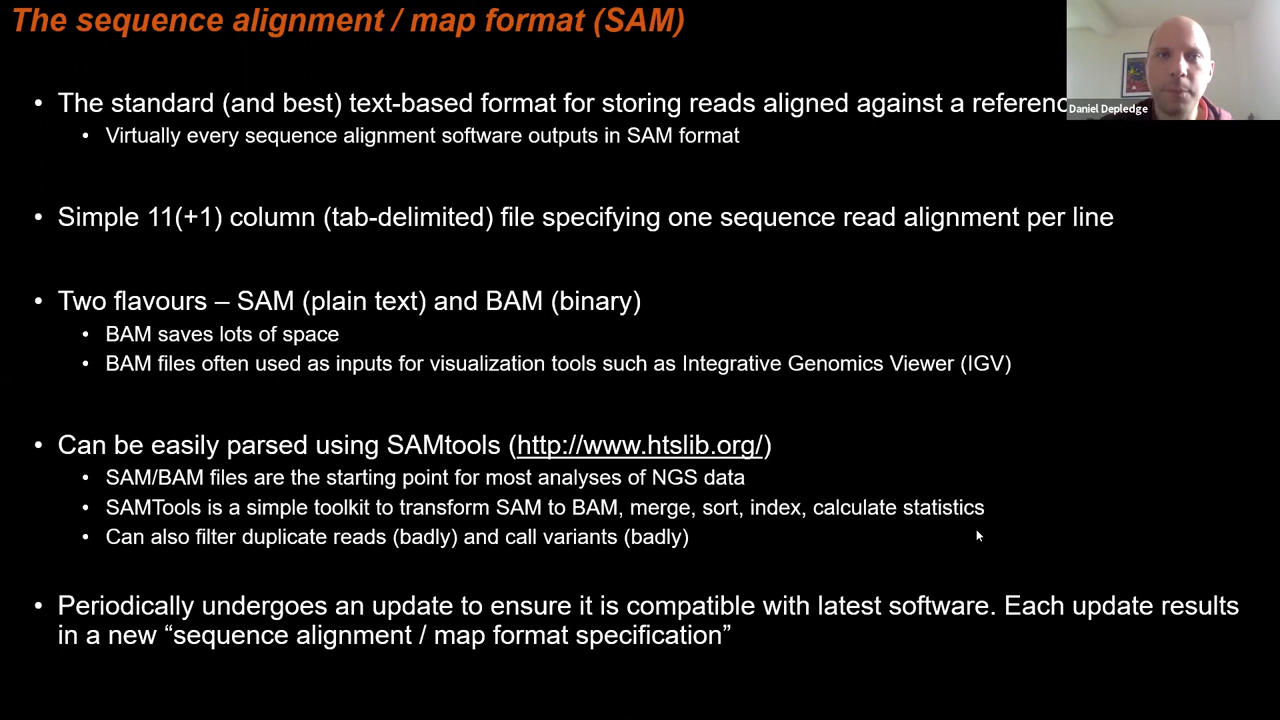 The sequence alignment / map format (SAM)
• The standard (and best) text-based format for storing reads aligned against a referenc
Daniel Depledge
• Virtually every sequence alignment software outputs in SAM format
• Simple 11(+1) column (tab-delimited) file specifying one sequence read alignment per line
• Two flavours – SAM (plain text) and BAM (binary)
• BAM saves lots of space
• BAM files often used as inputs for visualization tools such as Integrative Genomics Viewer (IGV)
• Can be easily parsed using SAMtools (http://www.htslib.org/)
• SAM/BAM files are the starting point for most analyses of NGS data
• SAMTools is a simple toolkit to transform SAM to BAM, merge, sort, index, calculate statistics
• Can also filter duplicate reads (badly) and call variants (badly)
• Periodically undergoes an update to ensure it is compatible with latest software. Each update results
in a new “sequence alignment / map format specification”